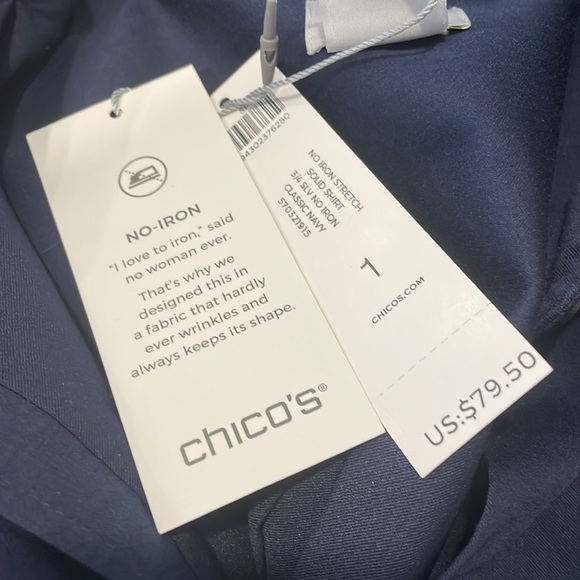 NO-IRON
"I love to iron," said
no woman ever.
That's why we
designed this in
a fabric that hardly
ever wrinkles and
always keeps its shape.
chico's®
NO IRON STRETCH
SOLID SHIRT
3/4 SLV NO IRON
CLASSIC NAVY
570321915
1
CHICOS.COM
US:$79.50